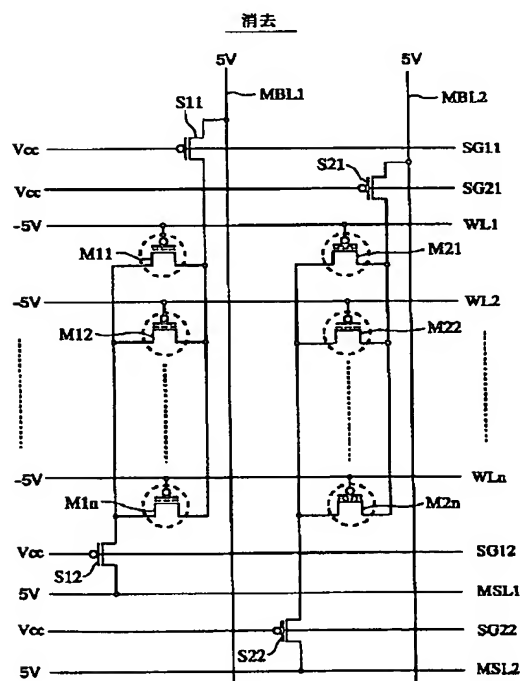 消去
5V
5V
MBL1
MBL2
S11
Vcc
SG11
S21
Vcc
SG21
-5V
WL1
M11
M21
-5V
WL2
M12
M22
-5V
WLn
M1n
M2n
Vcc
SG12
S12
5V
MSL1
Vcc
SG22
S22
5V
MSL2